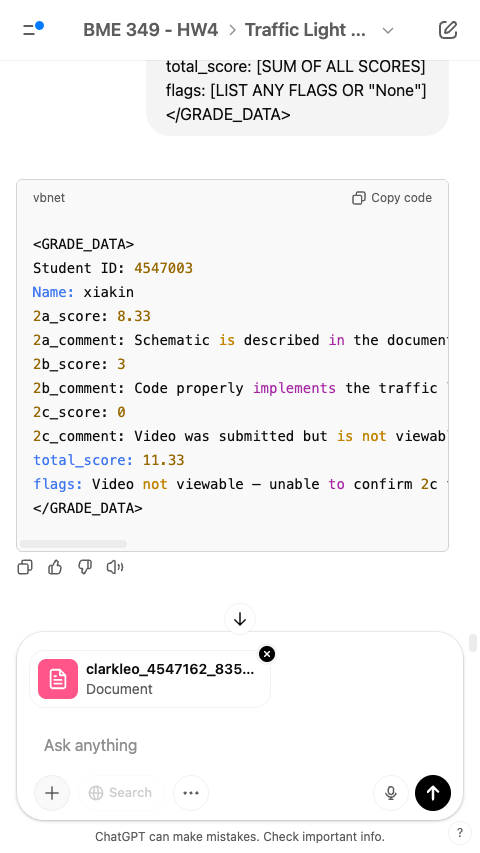 BME 349 - HW4 > Traffic Light ...
total_score: [SUM OF ALL SCORES]
flags: [LIST ANY FLAGS OR "None"]
</GRADE_DATA>
vbnet
Copy code
<GRADE_DATA>
Student ID: 4547003
Name: xiakin
2a_score: 8.33
2a_comment: Schematic is described in the document
2b_score: 3
2b_comment: Code properly implements the traffic
2c_score: 0
2c_comment: Video was submitted but is not viewab
total_score: 11.33
flags: Video not viewable — unable to confirm 2c
</GRADE_DATA>
clarkleo_4547162_835...
Document
Ask anything
Search
ChatGPT can make mistakes. Check important info.
?